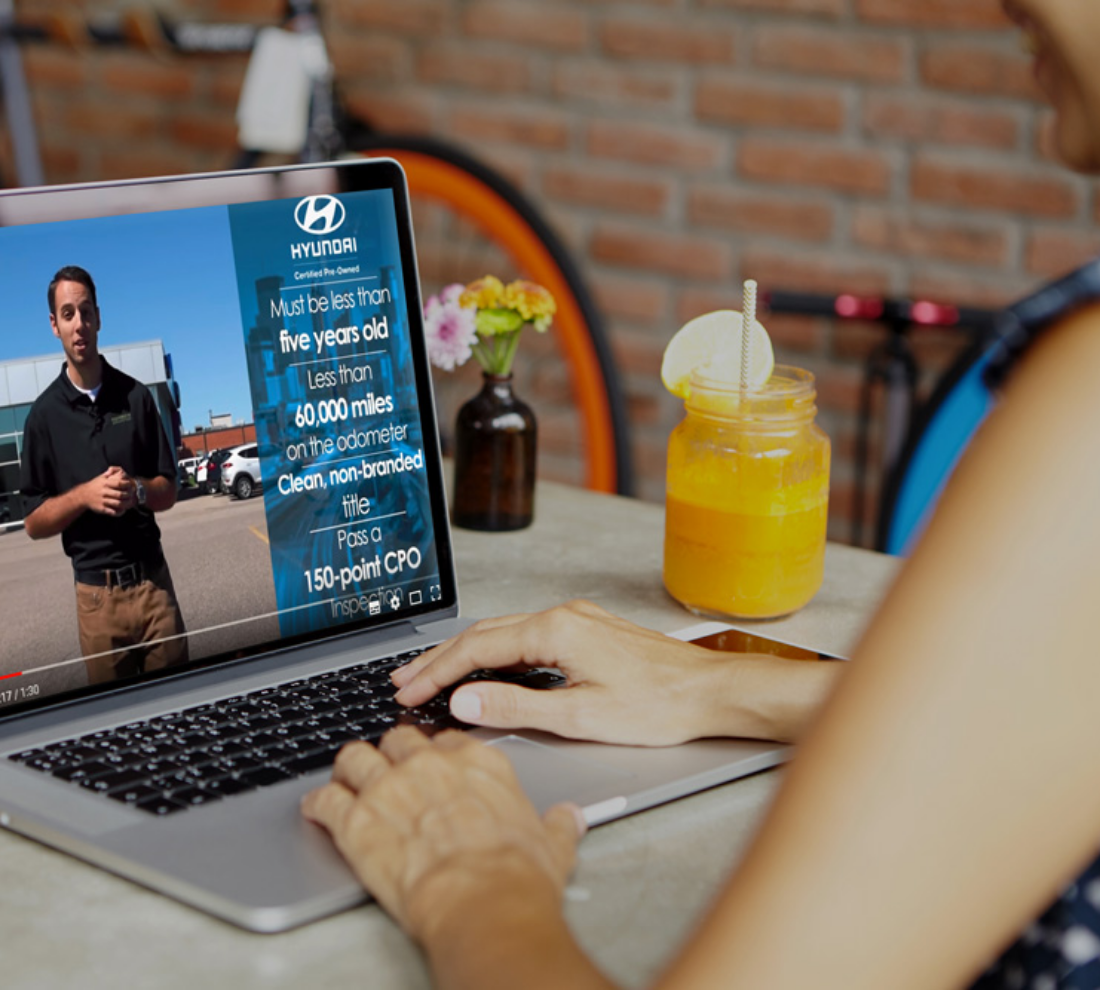 HYUNDAI
Certified Pre-Owned
Must be less than
five years old
Less than
60,000 miles
on the odometer
Clean, non-branded
title
Pass a
150-point CPO
Inspection
17 / 1:30